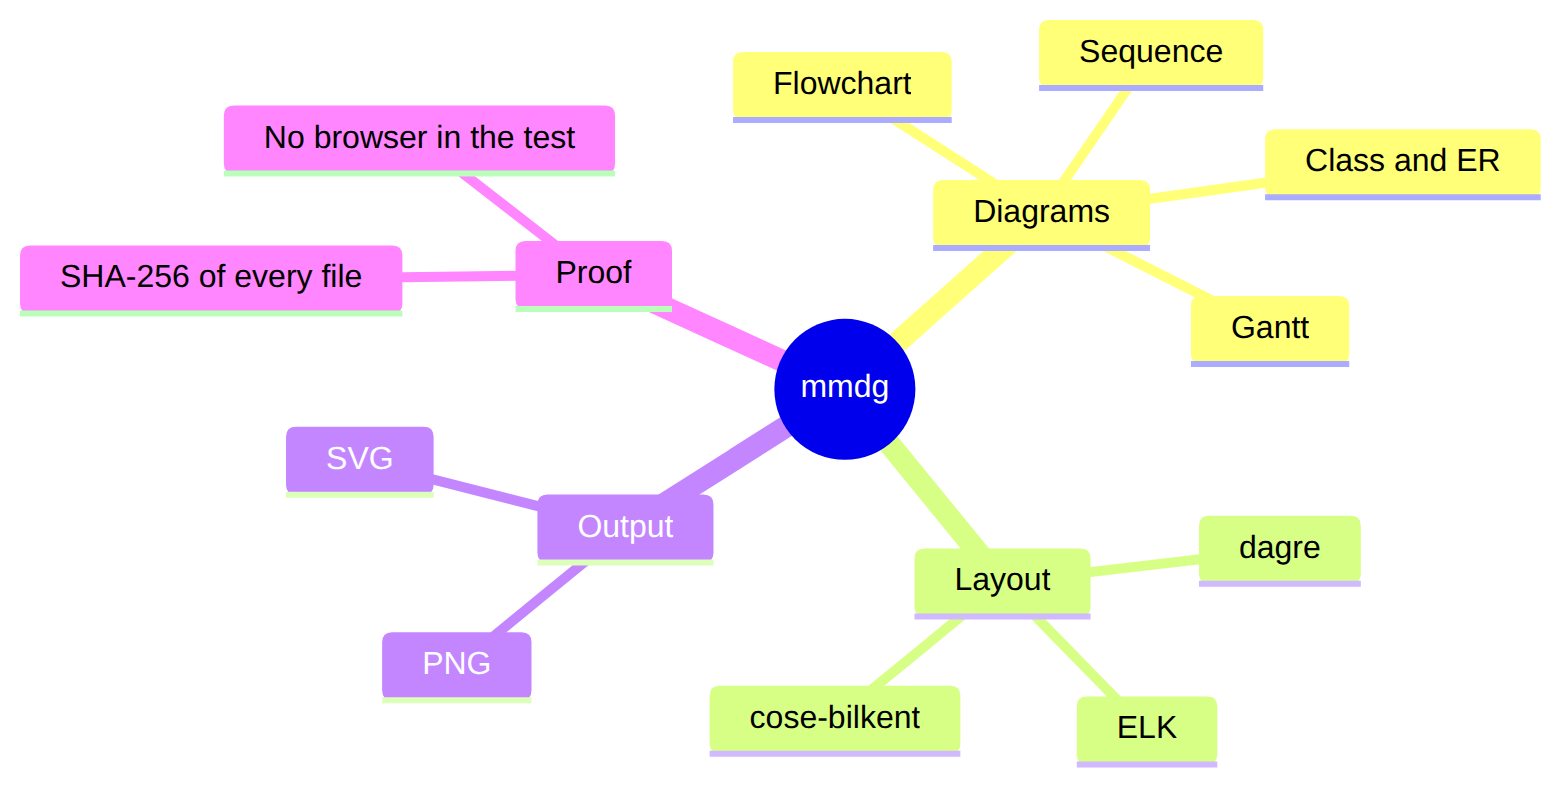 mmdg
Diagrams
Flowchart
Sequence
Class and ER
Gantt
Layout
dagre
ELK
cose-bilkent
Output
SVG
PNG
Proof
No browser in the test
SHA-256 of every file